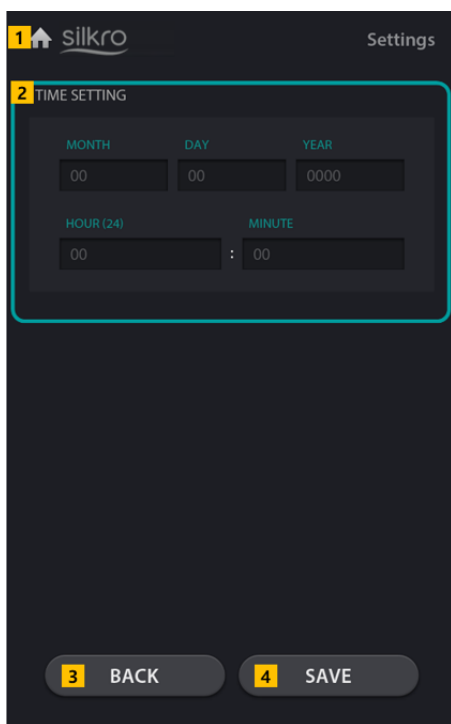 1 silkro Settings
2 TIME SETTING
MONTH DAY YEAR
00 00 0000
HOUR (24) MINUTE
00 : 00
3 BACK 4 SAVE